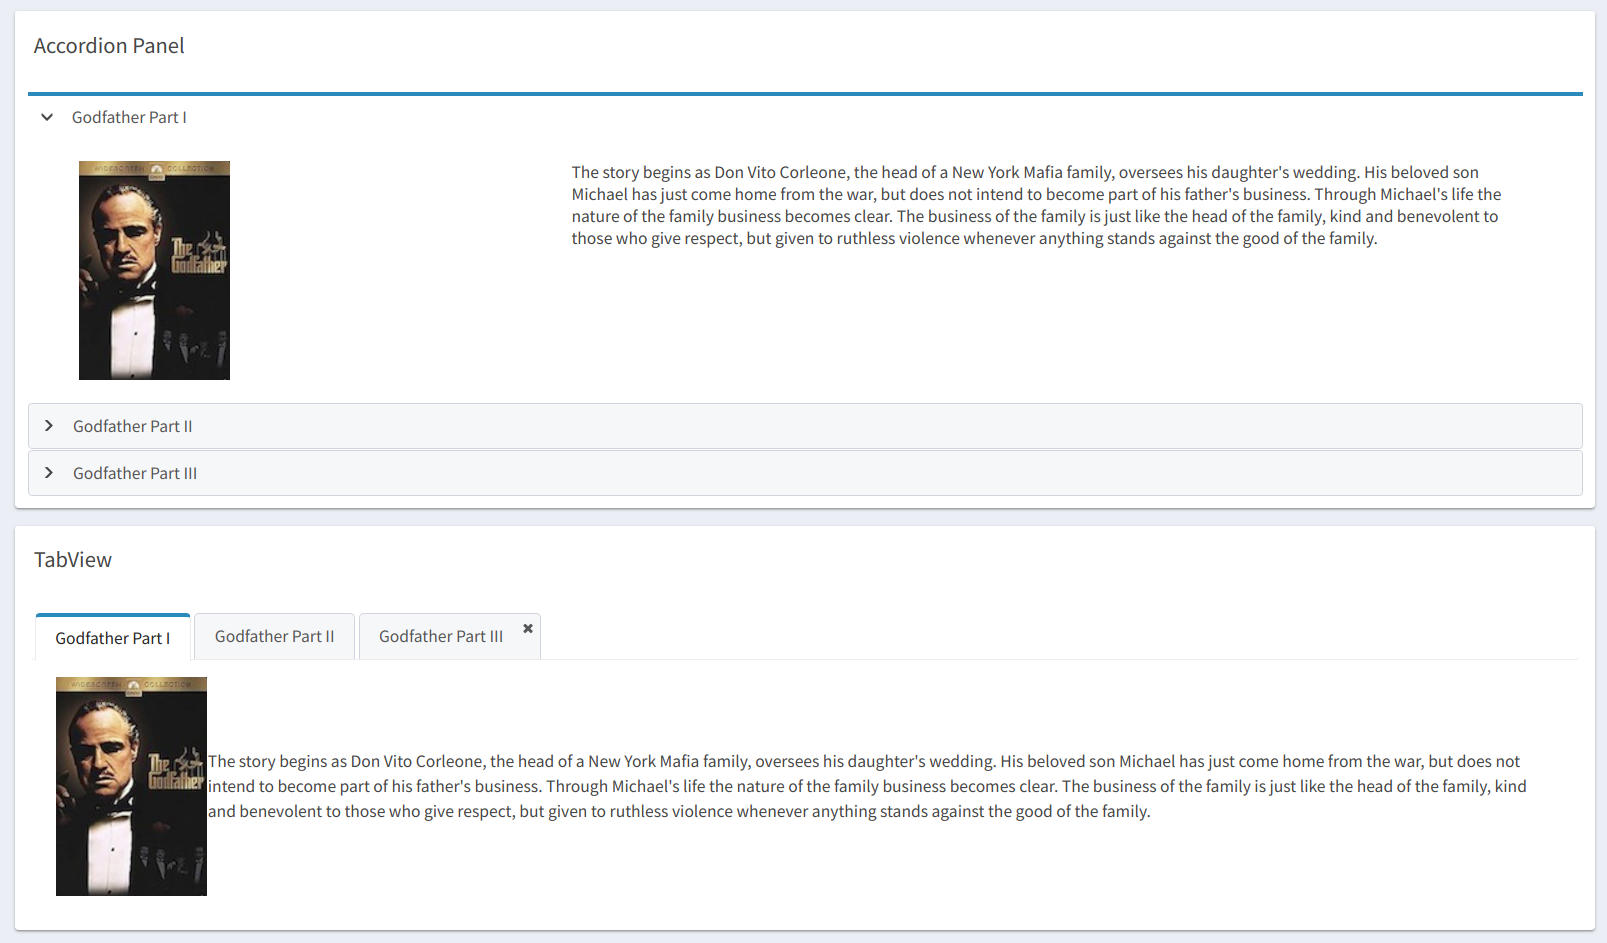 Accordion Panel
Godfather Part I
WIDESCREEN COLLECTION
The
Godfather
The story begins as Don Vito Corleone, the head of a New York Mafia family, oversees his daughter's wedding. His beloved son
Michael has just come home from the war, but does not intend to become part of his father's business. Through Michael's life the
nature of the family business becomes clear. The business of the family is just like the head of the family, kind and benevolent to
those who give respect, but given to ruthless violence whenever anything stands against the good of the family.
Godfather Part II
Godfather Part III
TabView
Godfather Part I
Godfather Part II
Godfather Part III
WIDESCREEN COLLECTION
The
Godfather
The story begins as Don Vito Corleone, the head of a New York Mafia family, oversees his daughter's wedding. His beloved son Michael has just come home from the war, but does not
intend to become part of his father's business. Through Michael's life the nature of the family business becomes clear. The business of the family is just like the head of the family, kind
and benevolent to those who give respect, but given to ruthless violence whenever anything stands against the good of the family.